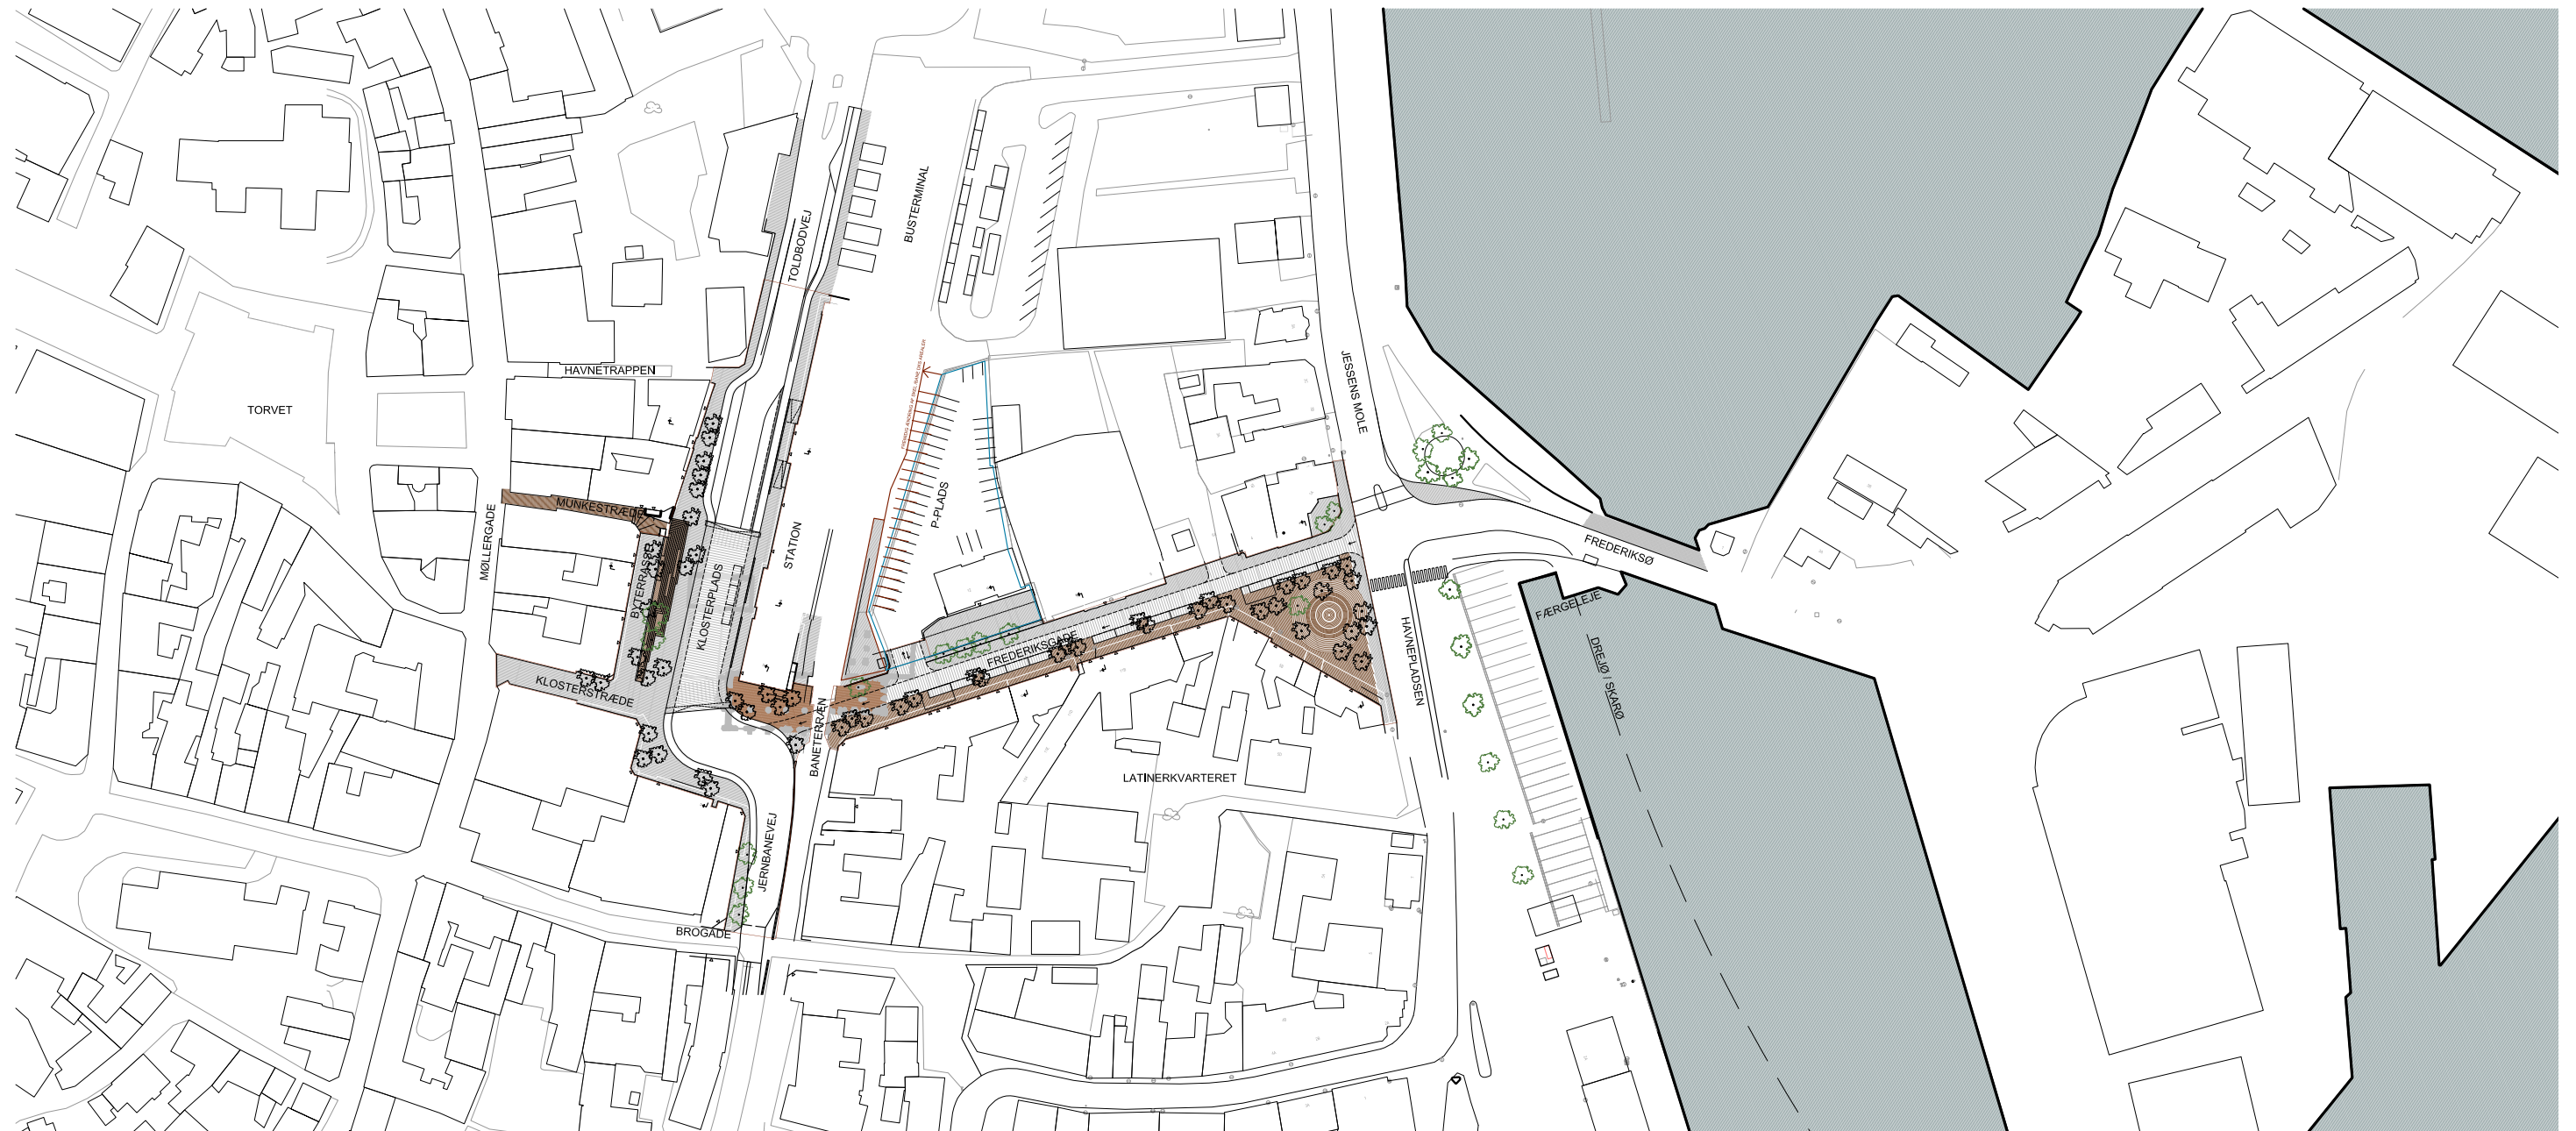 TOLDBODVEJ
BUSTERMINAL
HAVNETRAPPEN
TORVET
JESSENS MOLE
P-PLADS
MUNKESTRÆDE
MØLLERGADE
STATION
BYTERRASSE
KLOSTERPLADS
FREDERIKSØ
FÆRGELEJE
FREDERIKSGADE
HAVNEPLADSEN
DREJØ / SKARØ
KLOSTERSTRÆDE
BANETERRÆN
LATINERKVARTERET
JERNBANEVEJ
BROGADE